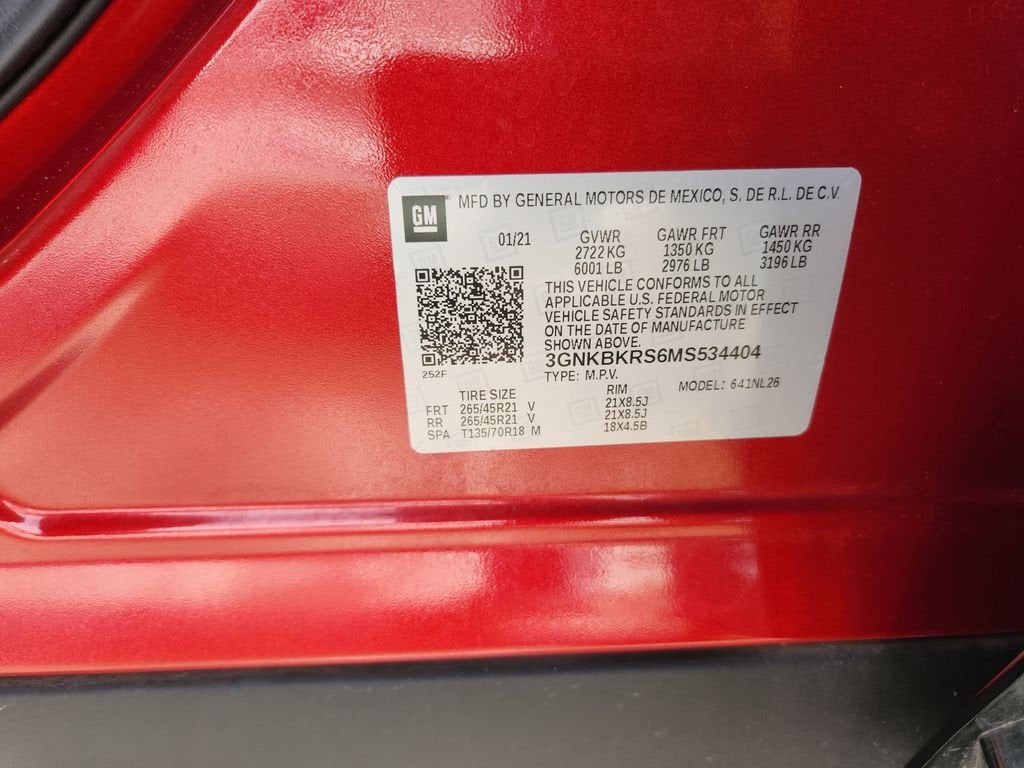 GM MFD BY GENERAL MOTORS DE MEXICO, S. DE R.L. DE C.V.
01/21 GVWR GAWR FRT GAWR RR
2722 KG 1350 KG 1450 KG
6001 LB 2976 LB 3196 LB
THIS VEHICLE CONFORMS TO ALL
APPLICABLE U.S. FEDERAL MOTOR
VEHICLE SAFETY STANDARDS IN EFFECT
ON THE DATE OF MANUFACTURE
SHOWN ABOVE.
3GNKBKRS6MS534404
252F
TYPE: M.P.V. MODEL: 641NL26
TIRE SIZE RIM
FRT 265/45R21 V 21X8.5J
RR 265/45R21 V 21X8.5J
SPA T135/70R18 M 18X4.5B